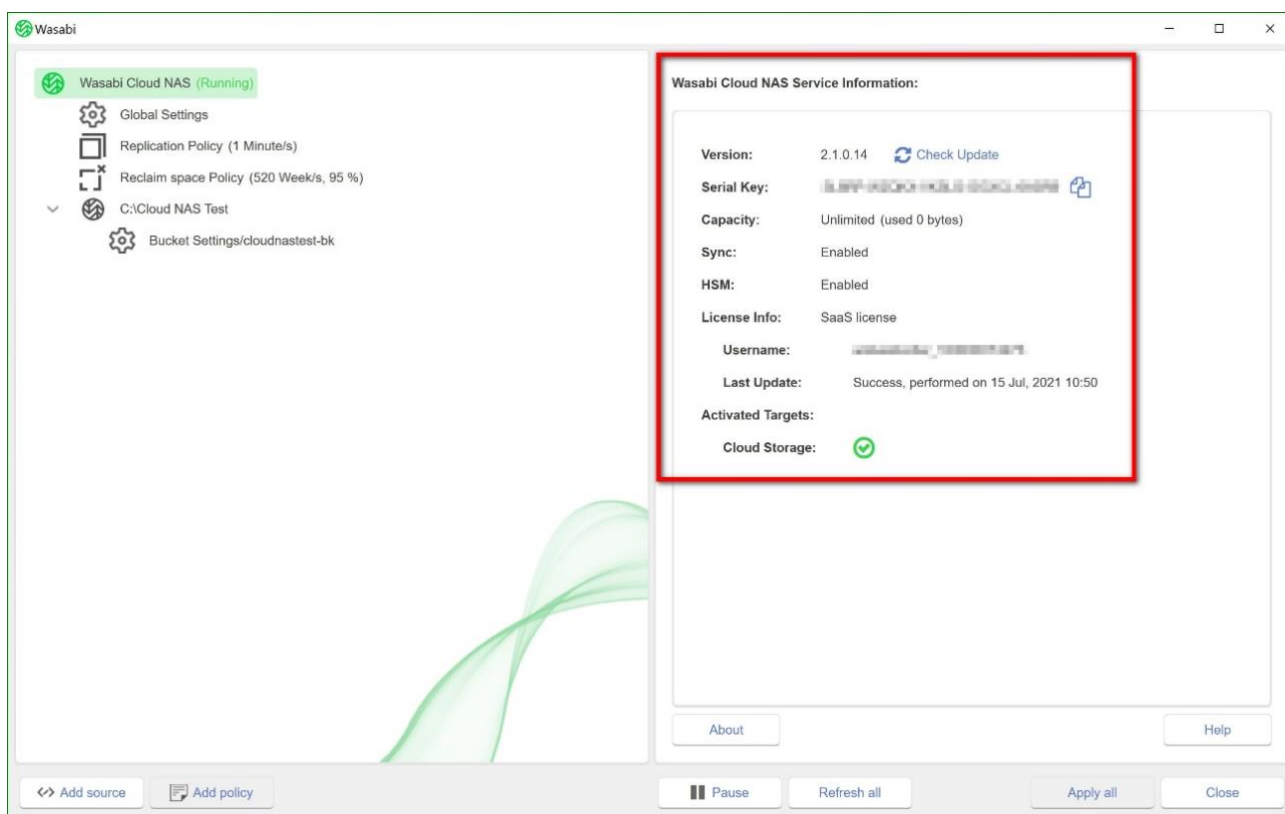 Wasabi
Wasabi Cloud NAS (Running)
Global Settings
Replication Policy (1 Minute/s)
Reclaim space Policy (520 Week/s, 95 %)
C:\Cloud NAS Test
Bucket Settings/cloudnastest-bk
Wasabi Cloud NAS Service Information:
Version: 2.1.0.14 Check Update
Serial Key:
Capacity: Unlimited (used 0 bytes)
Sync: Enabled
HSM: Enabled
License Info: SaaS license
Username:
Last Update: Success, performed on 15 Jul, 2021 10:50
Activated Targets:
Cloud Storage:
About Help
Add source Add policy Pause Refresh all Apply all Close